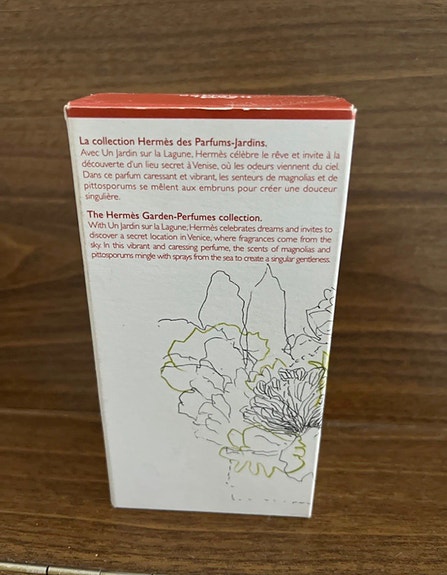 La collection Hermès des Parfums-Jardins.
Avec Un Jardin sur la Lagune, Hermès célèbre le rêve et invite à la
découverte d'un lieu secret à Venise, où les odeurs viennent du ciel.
Dans ce parfum caressant et vibrant, les senteurs de magnolias et de
pittosporums se mêlent aux embruns pour créer une douceur
singulière.
The Hermès Garden-Perfumes collection.
With Un Jardin sur la Lagune, Hermès celebrates dreams and invites to
discover a secret location in Venice, where fragrances come from the
sky. In this vibrant and caressing perfume, the scents of magnolias and
pittosporums mingle with sprays from the sea to create a singular gentleness.